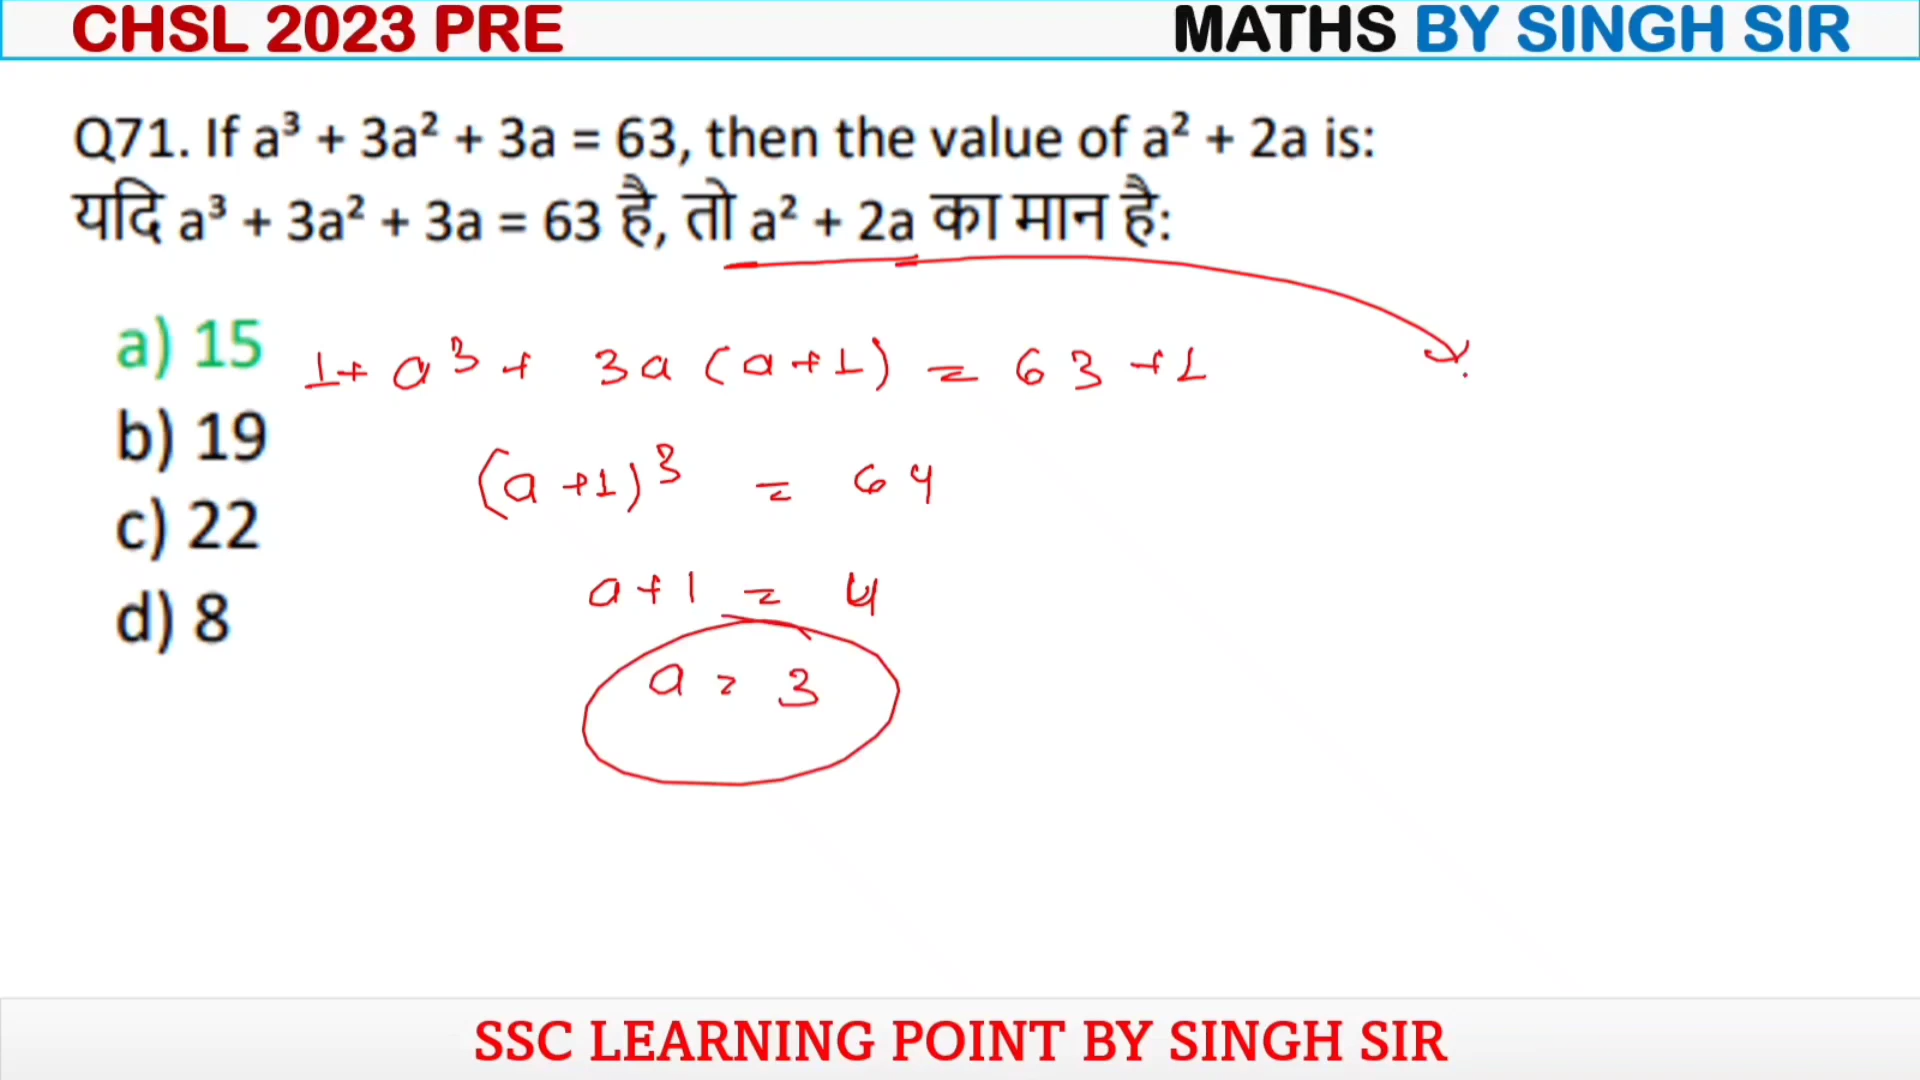 CHSL 2023 PRE
MATHS BY SINGH SIR
Q71. If a³ + 3a² + 3a = 63, then the value of a² + 2a is:
यदि a³ + 3a² + 3a = 63 है, तो a² + 2a का मान है:
a) 15
1+ a³ + 3a (a+1) = 63 +1
b) 19
(a +1)³ = 64
c) 22
a + 1 = 4
d) 8
a = 3
SSC LEARNING POINT BY SINGH SIR